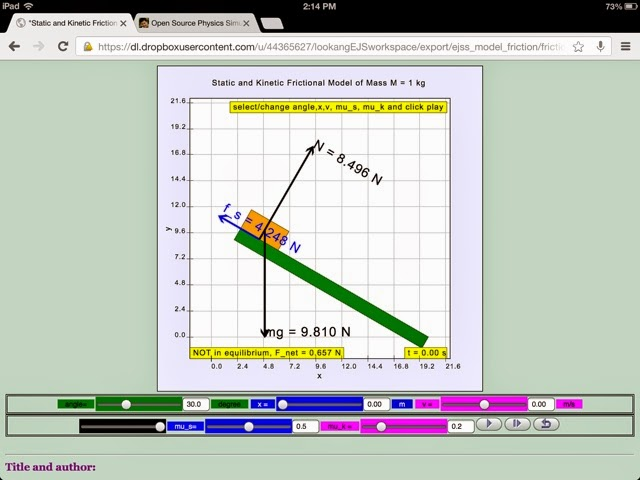 iPad 2:14 PM 73%
"Static and Kinetic Friction Open Source Physics Simu
https://dl.dropboxusercontent.com/u/44365627/lookangEJSworkspace/export/ejss_model_friction/frictio
Static and Kinetic Frictional Model of Mass M = 1 kg
select/change angle,x,v, mu_s, mu_k and click play
21.6
19.2
16.8
14.4
12.0
9.6
7.2
4.8
2.4
0.0
y
N = 8.496 N
f_s = 4.248 N
mg = 9.810 N
NOT in equilibrium, F_net = 0.657 N t = 0.00 s
0.0 2.4 4.8 7.2 9.6 12.0 14.4 16.8 19.2 21.6
x
angle= 30.0 degree x = 0.00 m v = 0.00 m/s
mu_s= 0.5 mu_k = 0.2
Title and author: